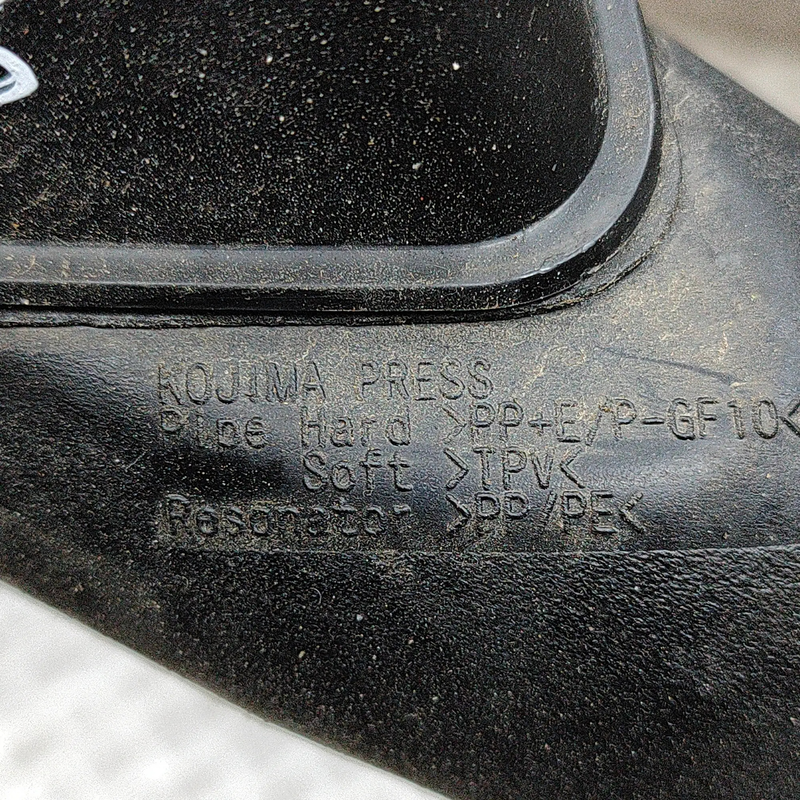 KOJIMA PRESS
Pipe Hard >PP+E/P-GF10<
Soft >TPV<
Resonator >PP/PE<